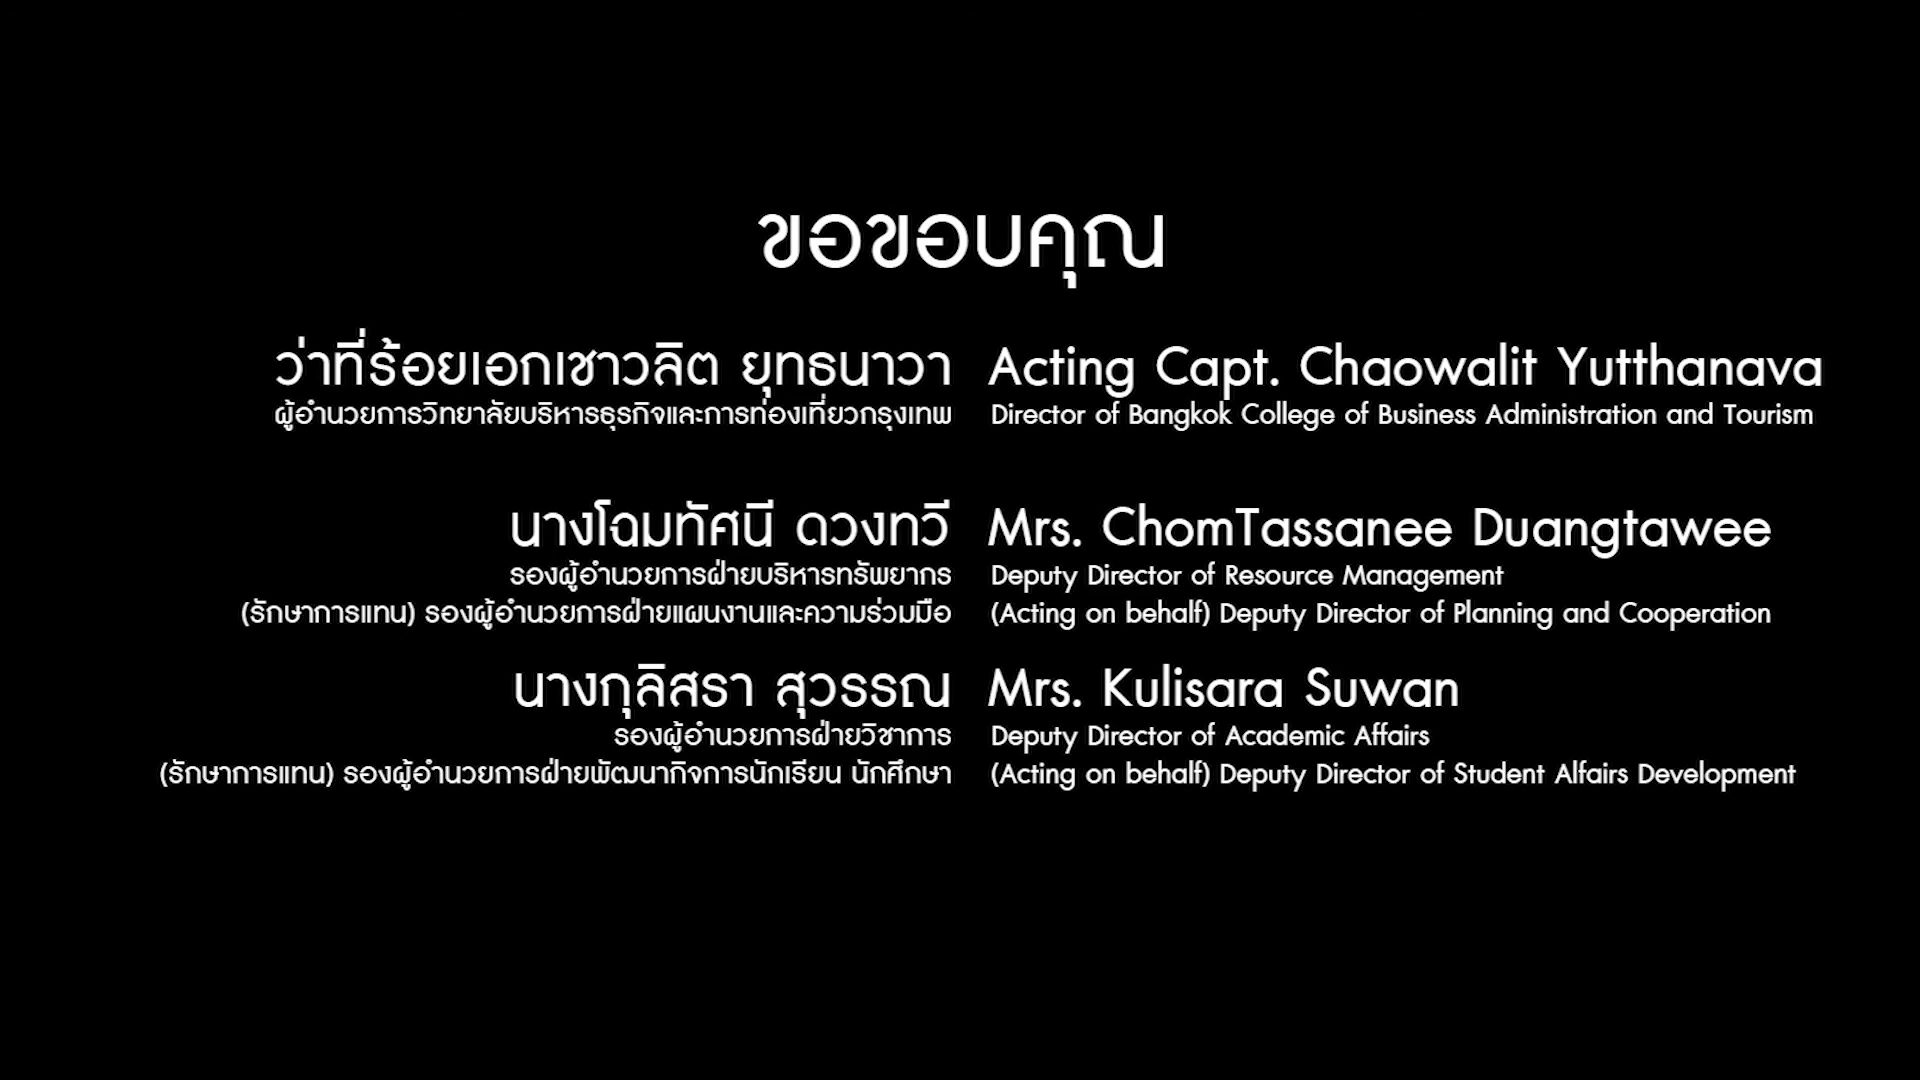 ขอขอบคุณ
ว่าที่ร้อยเอกเชาวลิต ยุทธนาวา Acting Capt. Chaowalit Yutthanava
ผู้อำนวยการวิทยาลัยบริหารธุรกิจและการท่องเที่ยวกรุงเทพ Director of Bangkok College of Business Administration and Tourism
นางโฉมทัศนี ดวงทวี Mrs. ChomTassanee Duangtawee
รองผู้อำนวยการฝ่ายบริหารทรัพยากร Deputy Director of Resource Management
(รักษาการแทน) รองผู้อำนวยการฝ่ายแผนงานและความร่วมมือ (Acting on behalf) Deputy Director of Planning and Cooperation
นางกุลิสรา สุวรรณ Mrs. Kulisara Suwan
รองผู้อำนวยการฝ่ายวิชาการ Deputy Director of Academic Affairs
(รักษาการแทน) รองผู้อำนวยการฝ่ายพัฒนากิจการนักเรียน นักศึกษา (Acting on behalf) Deputy Director of Student Alfairs Development